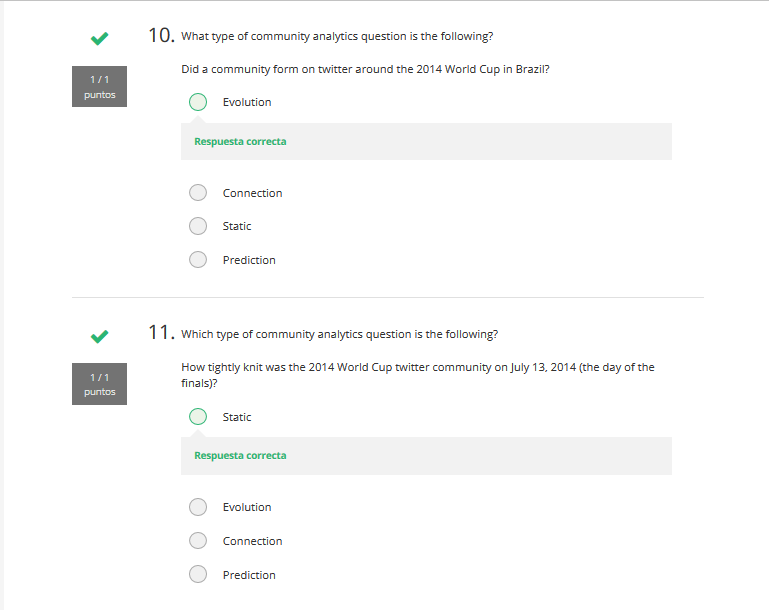 10. What type of community analytics question is the following?
1 / 1
puntos
Did a community form on twitter around the 2014 World Cup in Brazil?
Evolution
Respuesta correcta
Connection
Static
Prediction
11. Which type of community analytics question is the following?
1 / 1
puntos
How tightly knit was the 2014 World Cup twitter community on July 13, 2014 (the day of the
finals)?
Static
Respuesta correcta
Evolution
Connection
Prediction